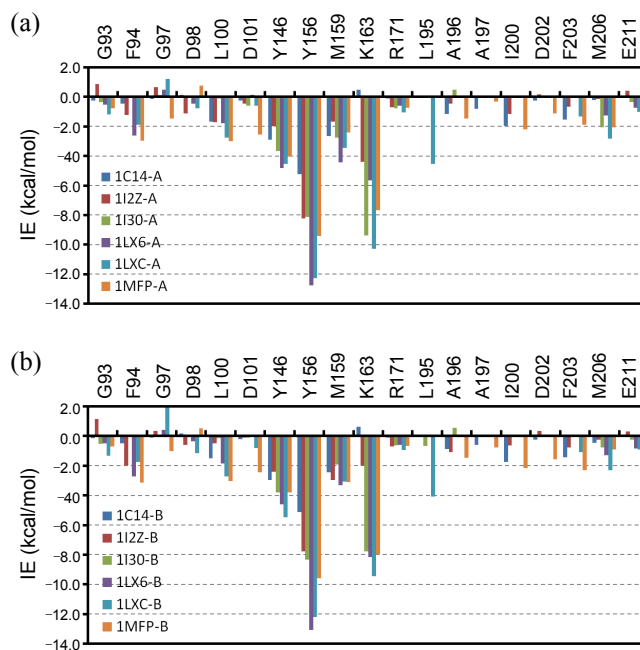 (a)
G93 F94 G97 D98 L100 D101 Y146 Y156 M159 K163 R171 L195 A196 A197 I200 D202 F203 M206 E211
2.0
0.0
−2.0
−4.0
−6.0
−8.0
−10.0
−12.0
−14.0
IE (kcal/mol)
1C14-A
1I2Z-A
1I30-A
1LX6-A
1LXC-A
1MFP-A
(b)
G93 F94 G97 D98 L100 D101 Y146 Y156 M159 K163 R171 L195 A196 A197 I200 D202 F203 M206 E211
2.0
0.0
−2.0
−4.0
−6.0
−8.0
−10.0
−12.0
−14.0
IE (kcal/mol)
1C14-B
1I2Z-B
1I30-B
1LX6-B
1LXC-B
1MFP-B